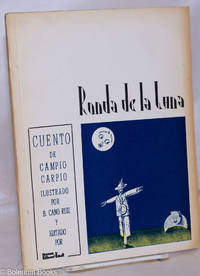 Ronda de la Luna
CUENTO
DE
CAMPIO
CARPIO
ILUSTRADO
POR
B. CANO RUIZ
Y
EDITADO
POR
© Bolerium Books